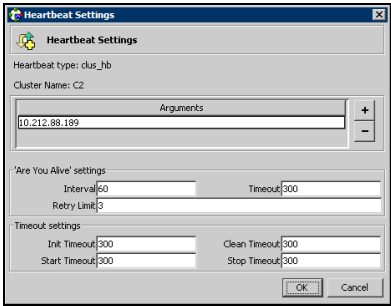 Heartbeat Settings
Heartbeat Settings
Heartbeat type: clus_hb
Cluster Name: C2
Arguments
10.212.88.189
+
−
'Are You Alive' settings
Interval 60 Timeout 300
Retry Limit 3
Timeout settings
Init Timeout 300 Clean Timeout 300
Start Timeout 300 Stop Timeout 300
OK Cancel